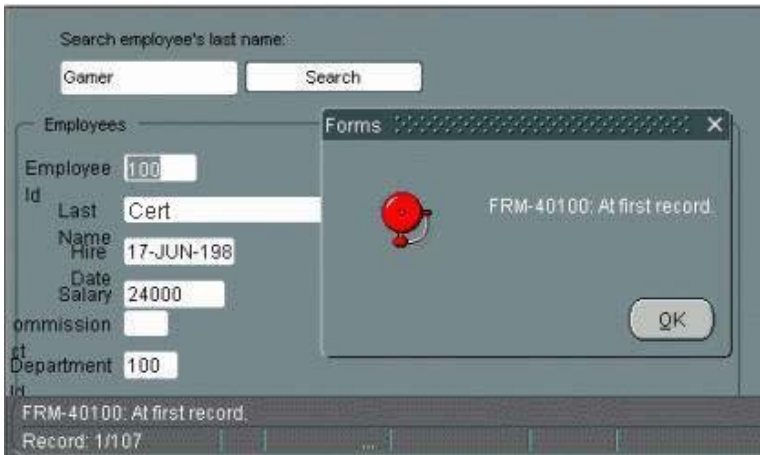 Search employee's last name:
Gamer
Search
Employees
Employee
Id
100
Last
Name
Cert
Hire
Date
17-JUN-198
Salary
24000
ommission
ct
Department
Id
100
Forms
FRM-40100: At first record.
OK
FRM-40100: At first record.
Record: 1/107
...